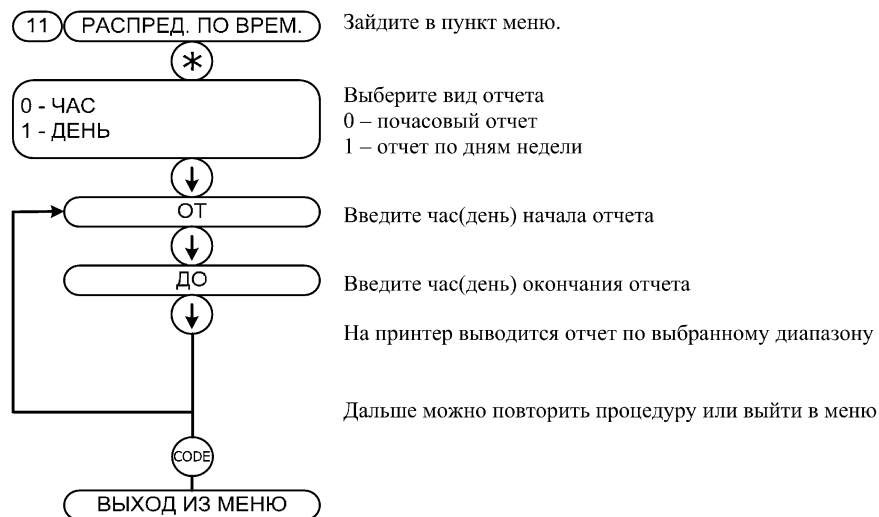 11 РАСПРЕД. ПО ВРЕМ. Зайдите в пункт меню.
0 - ЧАС
1 - ДЕНЬ
Выберите вид отчета
0 – почасовый отчет
1 – отчет по дням недели
ОТ Введите час(день) начала отчета
ДО Введите час(день) окончания отчета
На принтер выводится отчет по выбранному диапазону
Дальше можно повторить процедуру или выйти в меню
CODE
ВЫХОД ИЗ МЕНЮ